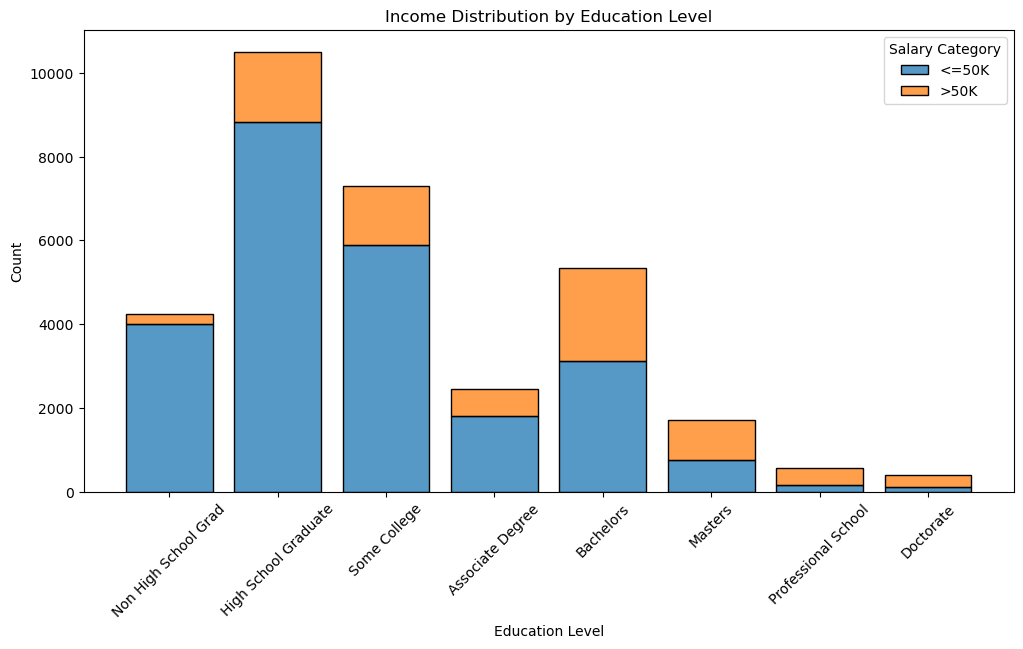 Income Distribution by Education Level
Salary Category
<=50K
>50K
Count
10000
8000
6000
4000
2000
0
Non High School Grad
High School Graduate
Some College
Associate Degree
Bachelors
Masters
Professional School
Doctorate
Education Level